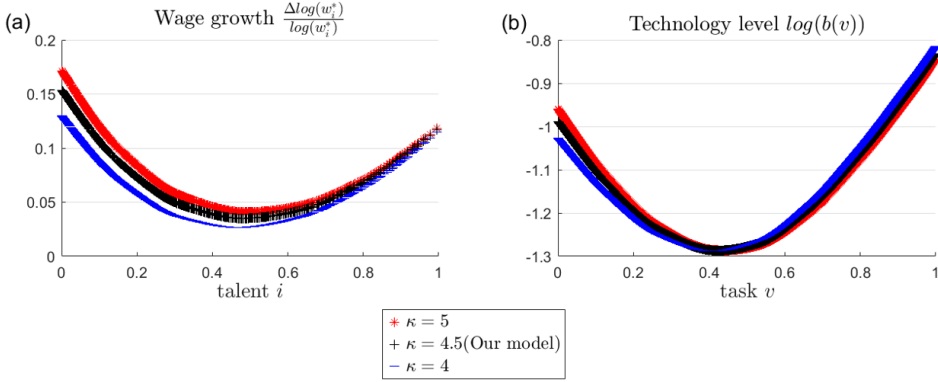 (a)
Wage growth Δlog(w_i^*)/log(w_i^*)
0.2
0.15
0.1
0.05
0
0 0.2 0.4 0.6 0.8 1
talent i
(b)
Technology level log(b(v))
-0.8
-0.9
-1
-1.1
-1.2
-1.3
0 0.2 0.4 0.6 0.8 1
task v
κ = 5
κ = 4.5(Our model)
κ = 4